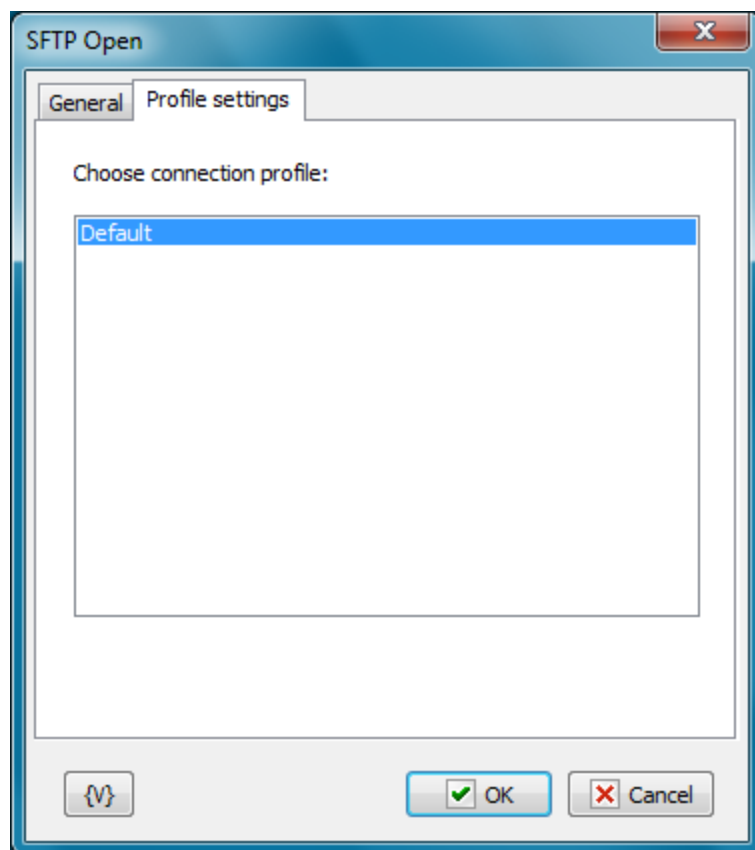 SFTP Open
General Profile settings
Choose connection profile:
Default
{V} OK Cancel